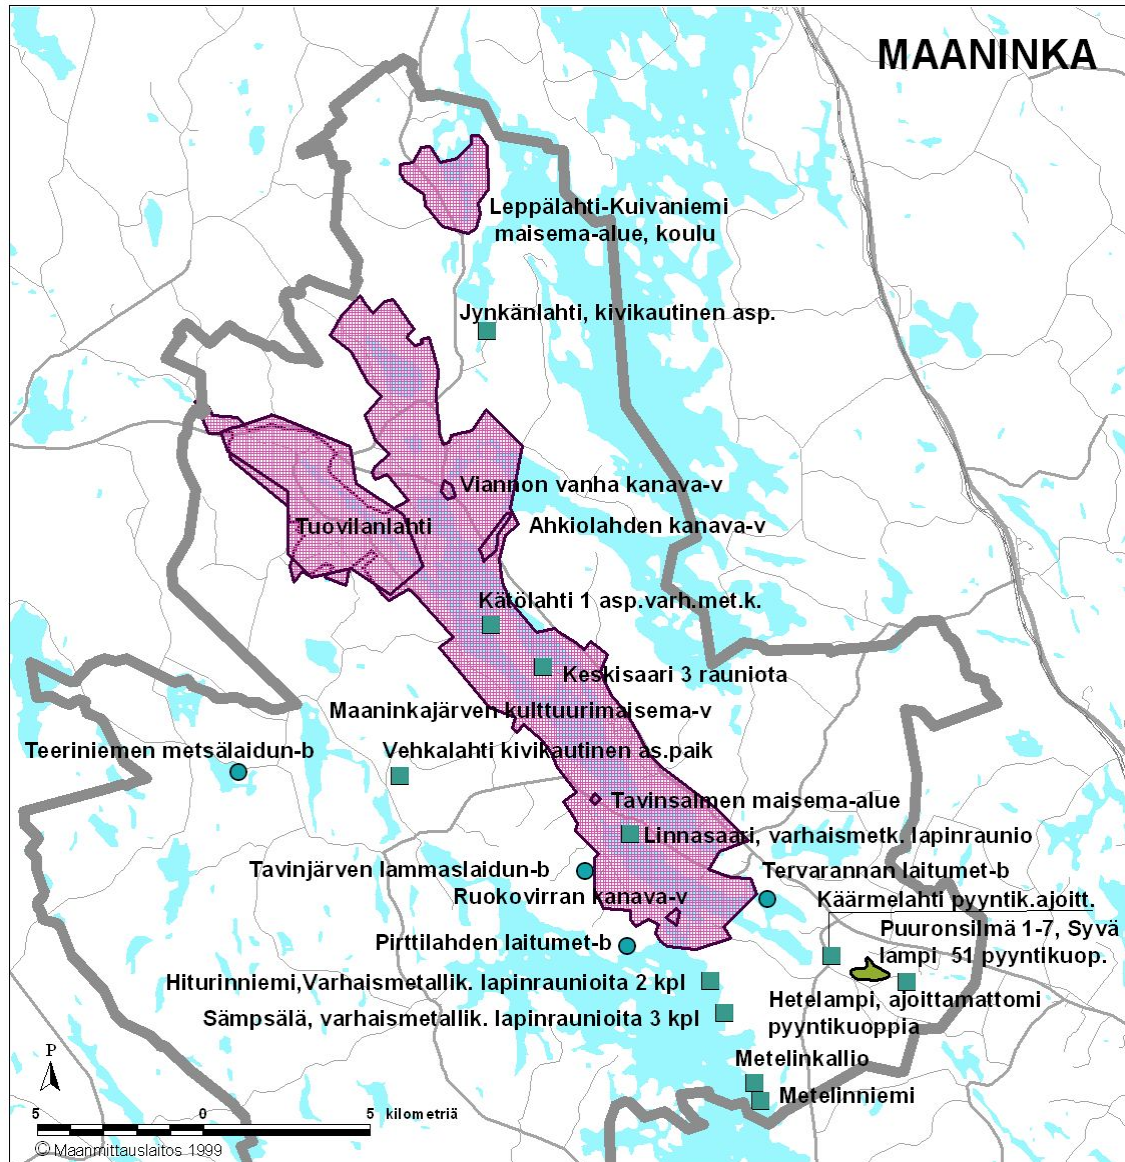 MAANINKA
Leppälahti-Kuivaniemi
maisema-alue, koulu
Jynkänlahti, kivikautinen asp.
Viannon vanha kanava-v
Tuovilanlahti
Ahkiolahden kanava-v
Kätölahti 1 asp.varh.met.k.
Keskisaari 3 rauniota
Maaninkajärven kulttuurimaisema-v
Teeriniemen metsälaidun-b
Vehkalahti kivikautinen as.paik
Tavinsalmen maisema-alue
Linnasaari, varhaismetk. lapinraunio
Tavinjärven lammaslaidun-b
Tervarannan laitumet-b
Ruokovirran kanava-v
Käärmelahti pyyntik.ajoitt.
Puuronsilmä 1-7, Syvä
lampi 51 pyyntikuop.
Pirttilahden laitumet-b
Hiturinniemi,Varhaismetallik. lapinraunioita 2 kpl
Hetelampi, ajoittamattomi
pyyntikuoppia
Sämpsälä, varhaismetallik. lapinraunioita 3 kpl
Metelinkallio
Metelinniemi
P
5 0 5 kilometriä
© Maanmittauslaitos 1999